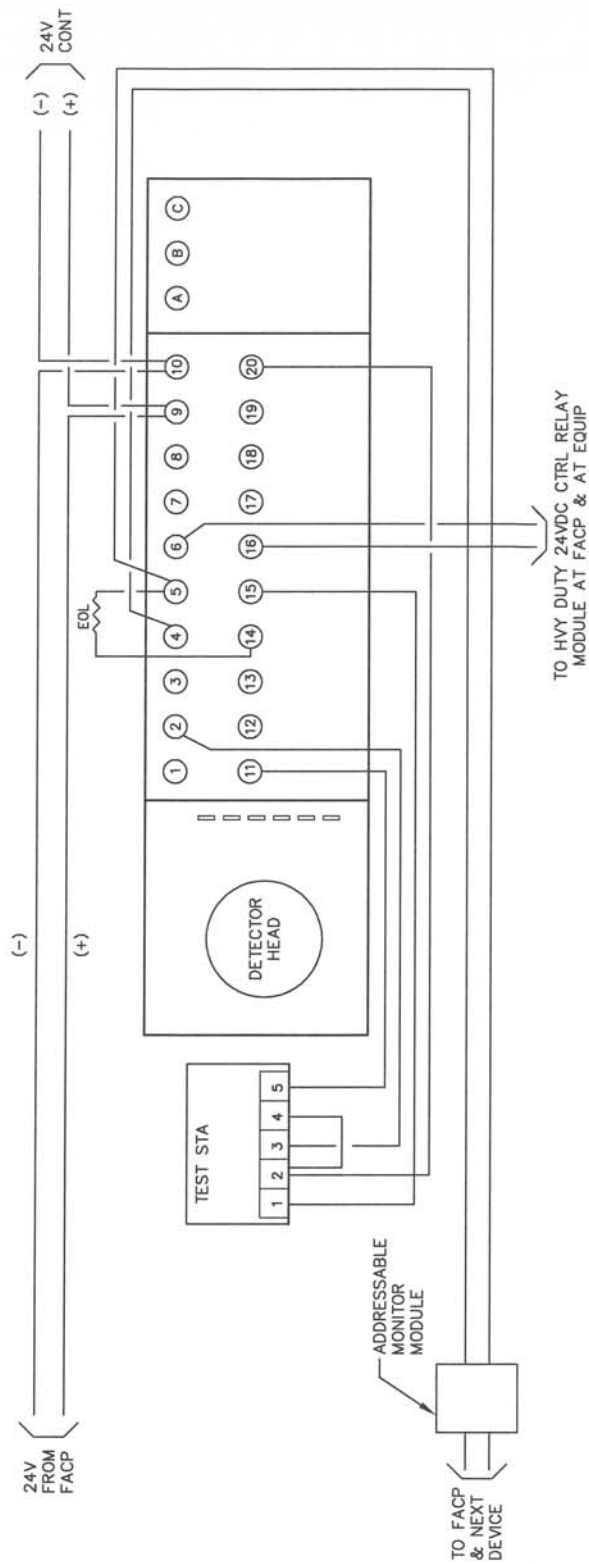 24V
FROM
FACP
(-)
(+)
(-)
(+)
24V
CONT
TEST STA
1 2 3 4 5
DETECTOR
HEAD
1 2 3 4 5 6 7 8 9 10
11 12 13 14 15 16 17 18 19 20
A B C
EOL
ADDRESSABLE
MONITOR
MODULE
TO FACP
& NEXT
DEVICE
TO HVY DUTY 24VDC CTRL RELAY
MODULE AT FACP & AT EQUIP